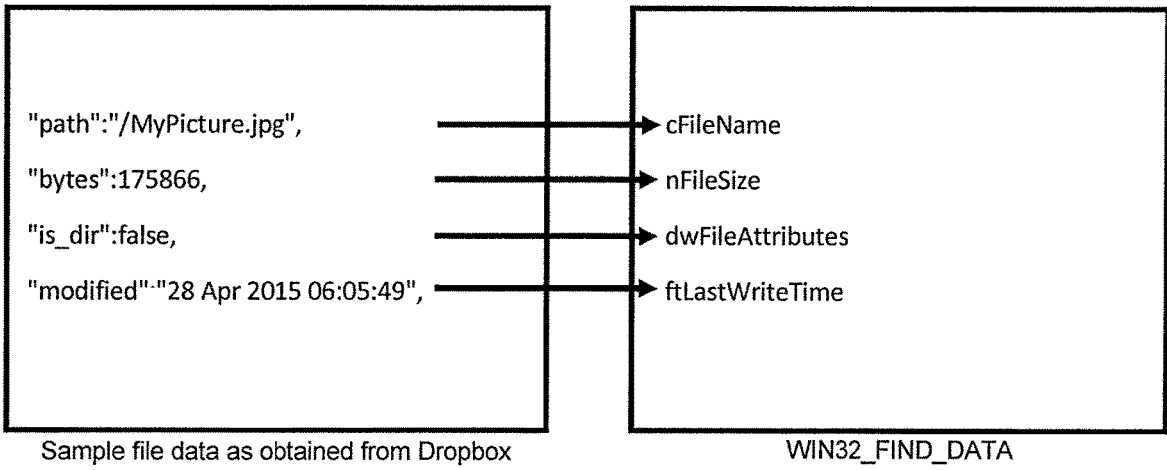 "path":"/MyPicture.jpg",
"bytes":175866,
"is_dir":false,
"modified":"28 Apr 2015 06:05:49",
cFileName
nFileSize
dwFileAttributes
ftLastWriteTime
Sample file data as obtained from Dropbox
WIN32_FIND_DATA